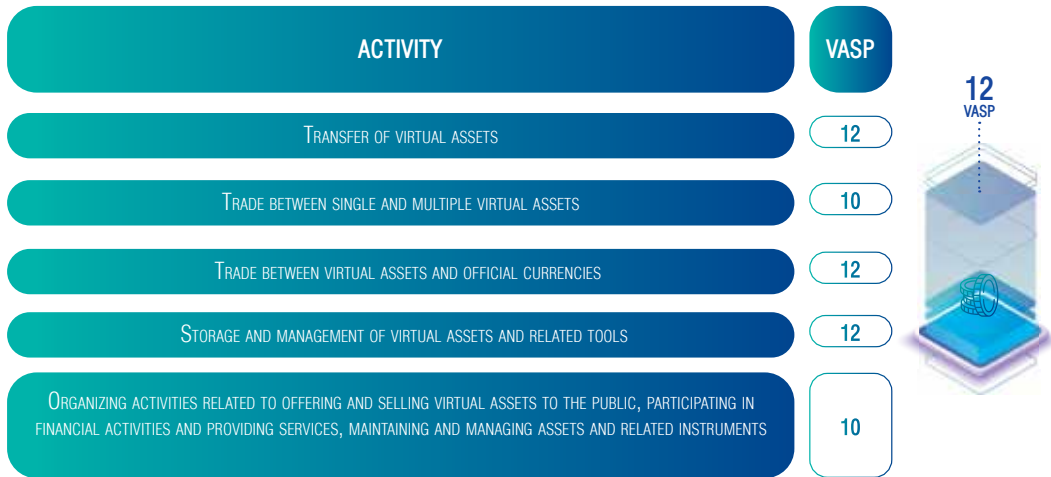 ACTIVITY
VASP
TRANSFER OF VIRTUAL ASSETS
12
TRADE BETWEEN SINGLE AND MULTIPLE VIRTUAL ASSETS
10
TRADE BETWEEN VIRTUAL ASSETS AND OFFICIAL CURRENCIES
12
STORAGE AND MANAGEMENT OF VIRTUAL ASSETS AND RELATED TOOLS
12
ORGANIZING ACTIVITIES RELATED TO OFFERING AND SELLING VIRTUAL ASSETS TO THE PUBLIC, PARTICIPATING IN
FINANCIAL ACTIVITIES AND PROVIDING SERVICES, MAINTAINING AND MANAGING ASSETS AND RELATED INSTRUMENTS
10
12
VASP